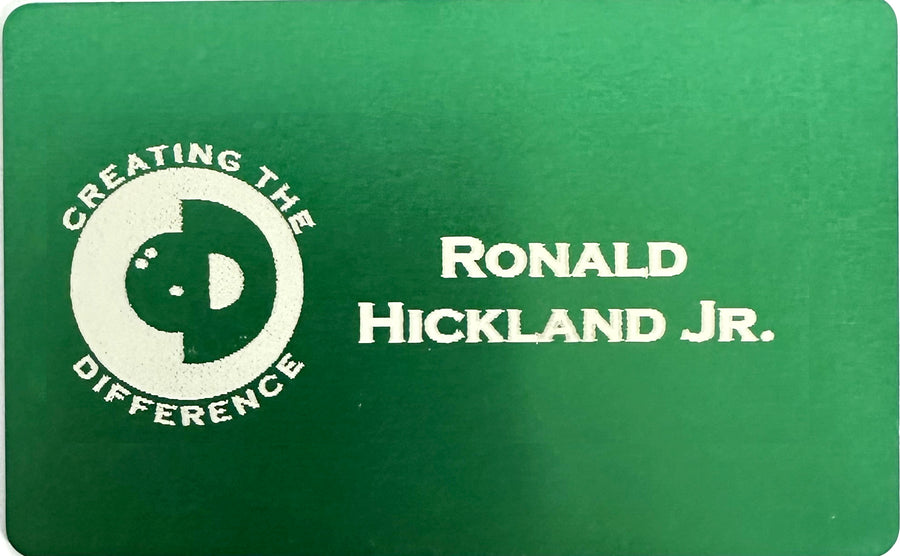 CREATING THE
DIFFERENCE
RONALD
HICKLAND JR.